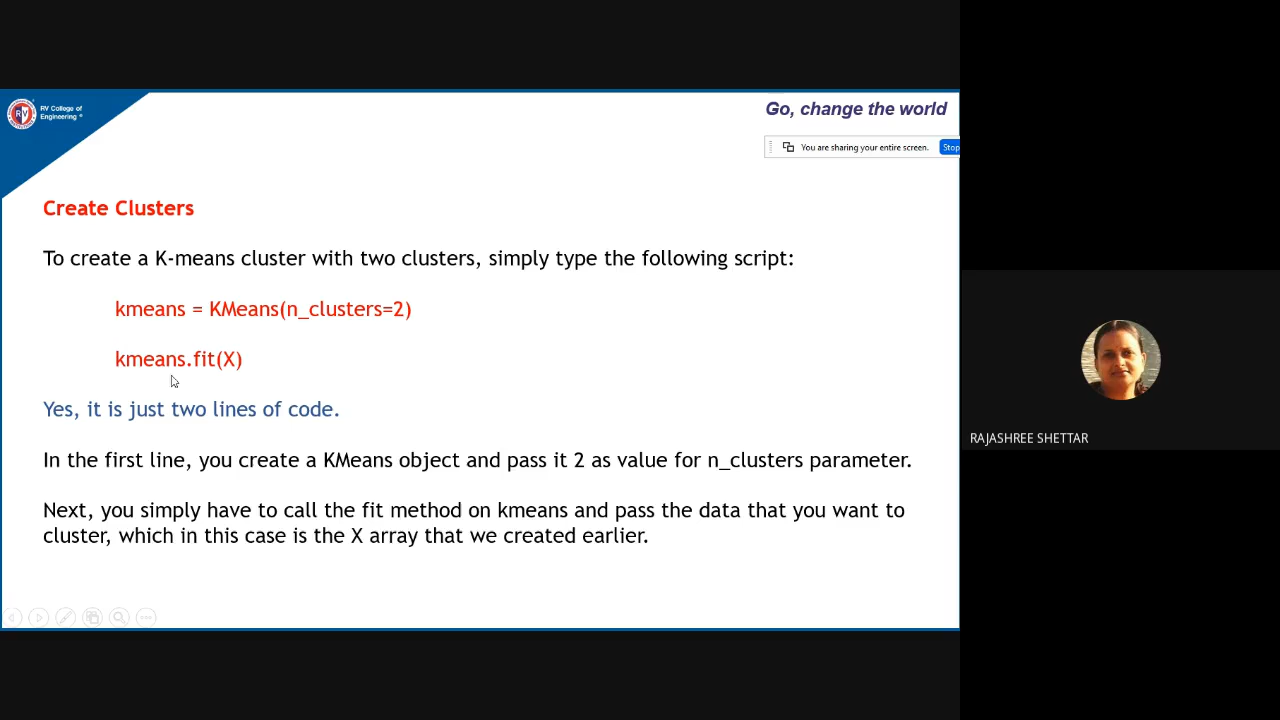 RV College of
Engineering
Go, change the world
You are sharing your entire screen.
Stop
Create Clusters
To create a K-means cluster with two clusters, simply type the following script:
kmeans = KMeans(n_clusters=2)
kmeans.fit(X)
Yes, it is just two lines of code.
In the first line, you create a KMeans object and pass it 2 as value for n_clusters parameter.
Next, you simply have to call the fit method on kmeans and pass the data that you want to
cluster, which in this case is the X array that we created earlier.
RAJASHREE SHETTAR